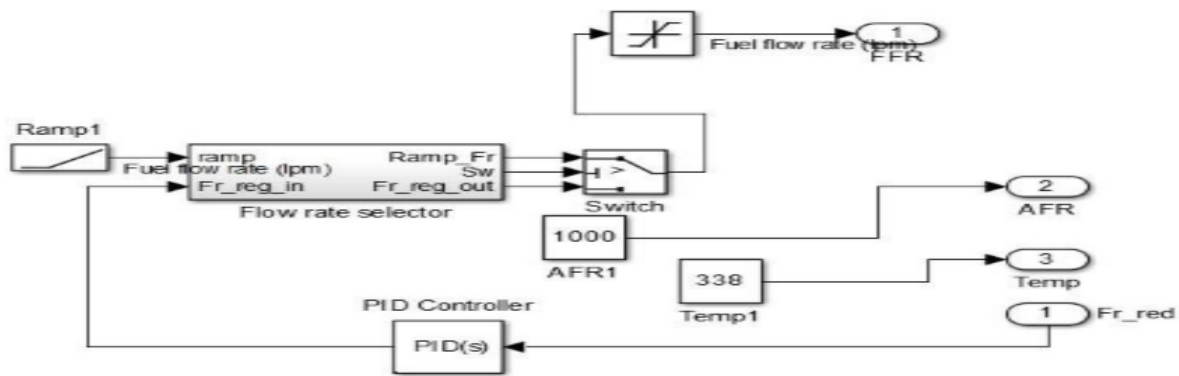 1
Fuel flow rate (lpm)
FFR
Ramp1
ramp
Ramp_Fr
Fuel flow rate (lpm)
Sw
>
Fr_reg_in
Fr_reg_out
Flow rate selector
Switch
2
AFR
1000
AFR1
3
Temp
338
Temp1
PID Controller
1
Fr_red
PID(s)